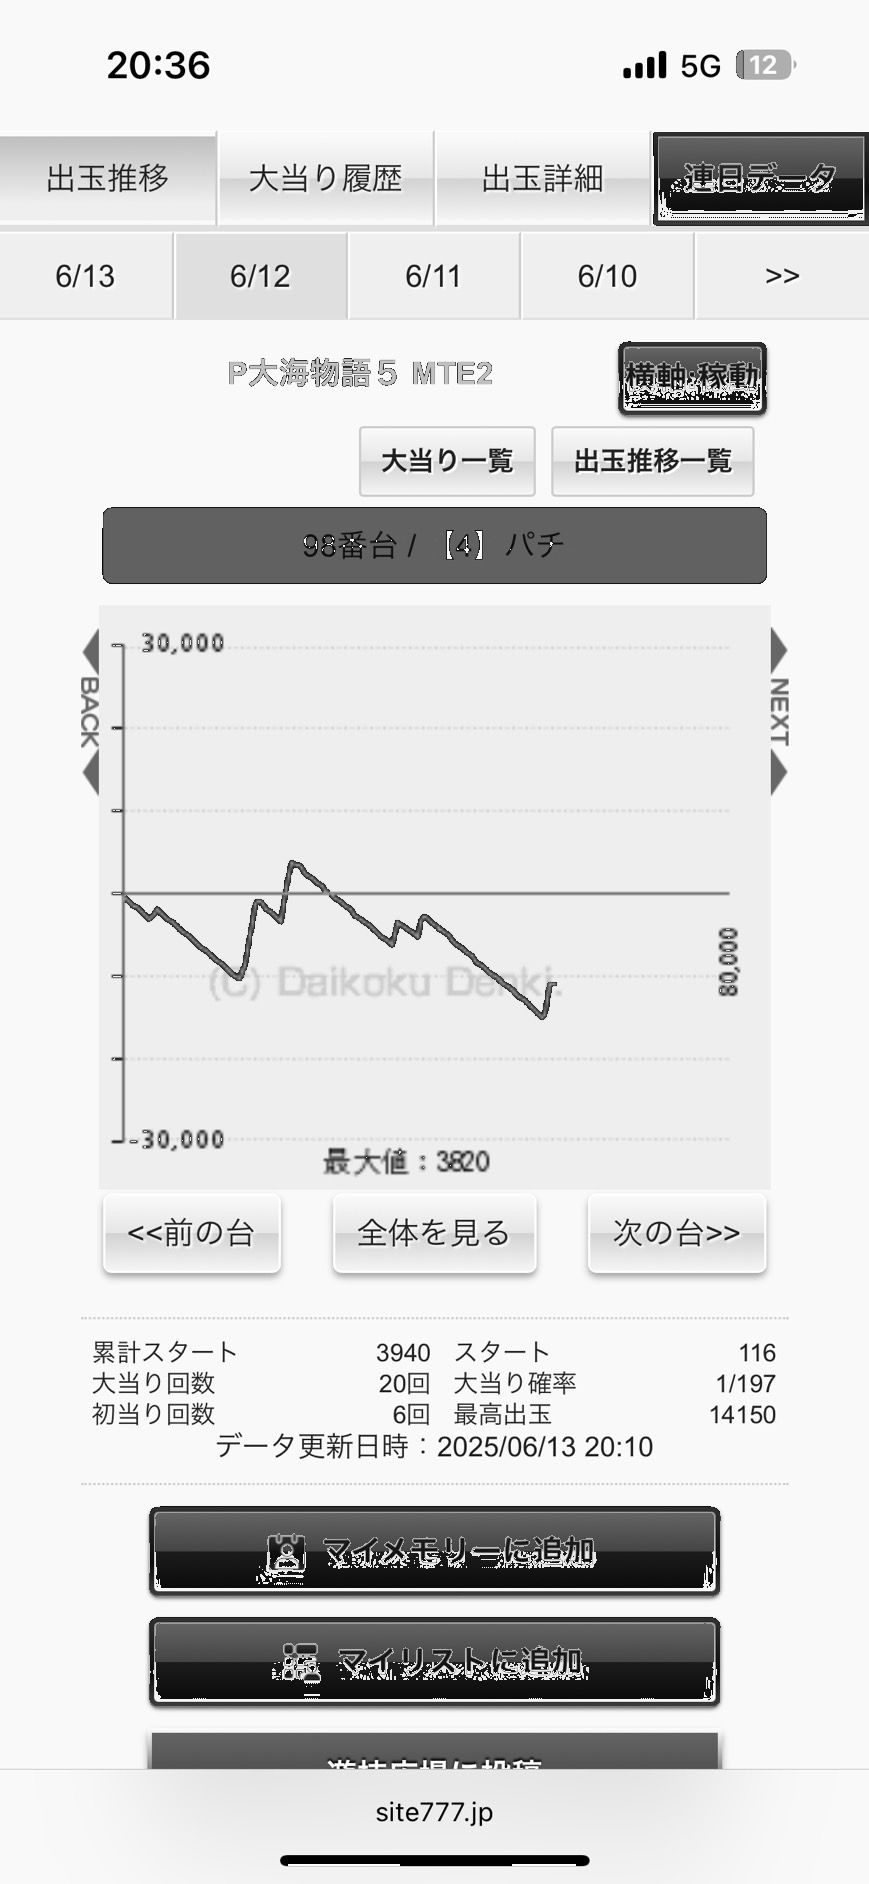 20:36 5G 12
出玉推移 大当り履歴 出玉詳細 連日データ
6/13 6/12 6/11 6/10 >>
P大海物語5 MTE2 横軸:稼動
大当り一覧 出玉推移一覧
98番台 / 【4】パチ
30,000
BACK NEXT
80,000
(C) Daikoku Denki.
-30,000
最大値：3820
<<前の台 全体を見る 次の台>>
累計スタート 3940 スタート 116
大当り回数 20回 大当り確率 1/197
初当り回数 6回 最高出玉 14150
データ更新日時：2025/06/13 20:10
マイメモリーに追加
マイリストに追加
site777.jp